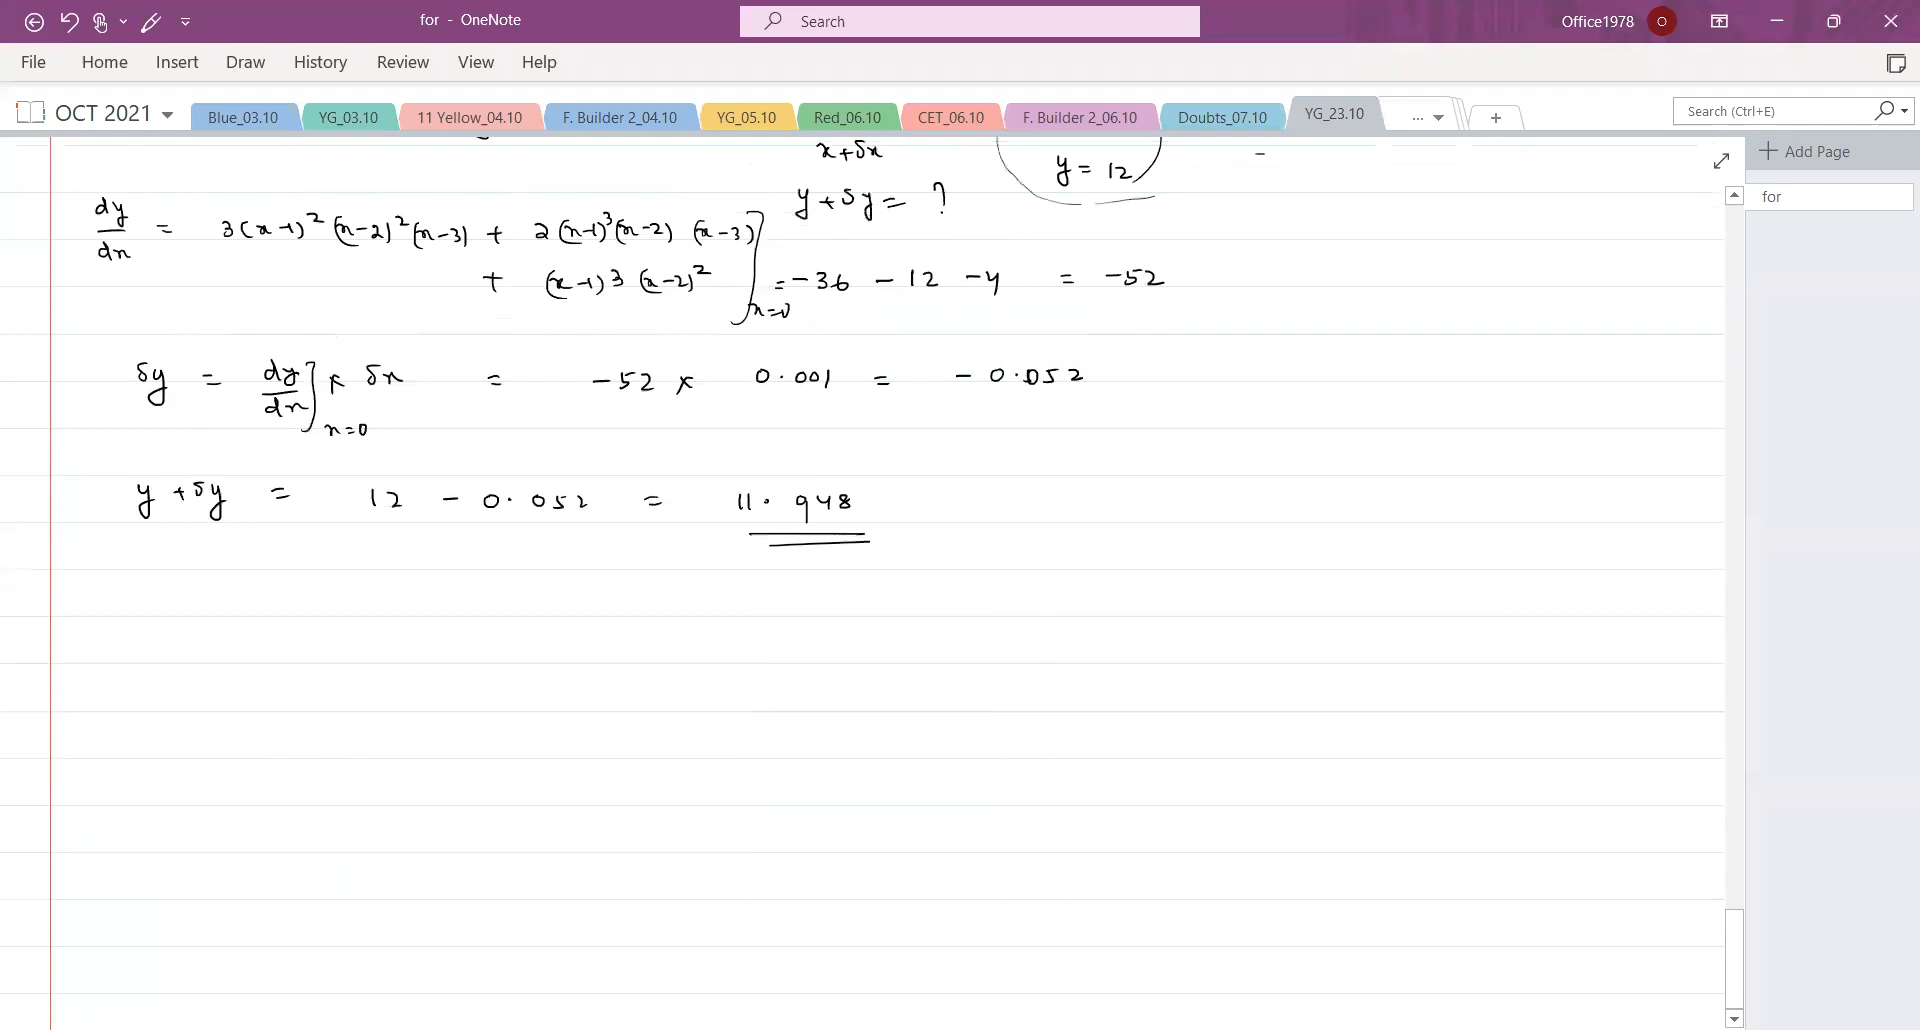 for - OneNote
Search
Office1978
O
File Home Insert Draw History Review View Help
OCT 2021
Blue_03.10
YG_03.10
11 Yellow_04.10
F. Builder 2_04.10
YG_05.10
Red_06.10
CET_06.10
F. Builder 2_06.10
Doubts_07.10
YG_23.10
...
+
Search (Ctrl+E)
Add Page
for
x+δx
y = 12
y + δy = ?
dy/dx = 3(x-1)² (x-2)² (x-3) + 2(x-1)³(x-2) (x-3)
+ (x-1)3 (x-2)² ]x=0 = -36 - 12 - 4 = -52
δy = dy/dx]x=0 × δx = -52 × 0.001 = - 0.052
y + δy = 12 - 0.052 = 11.948